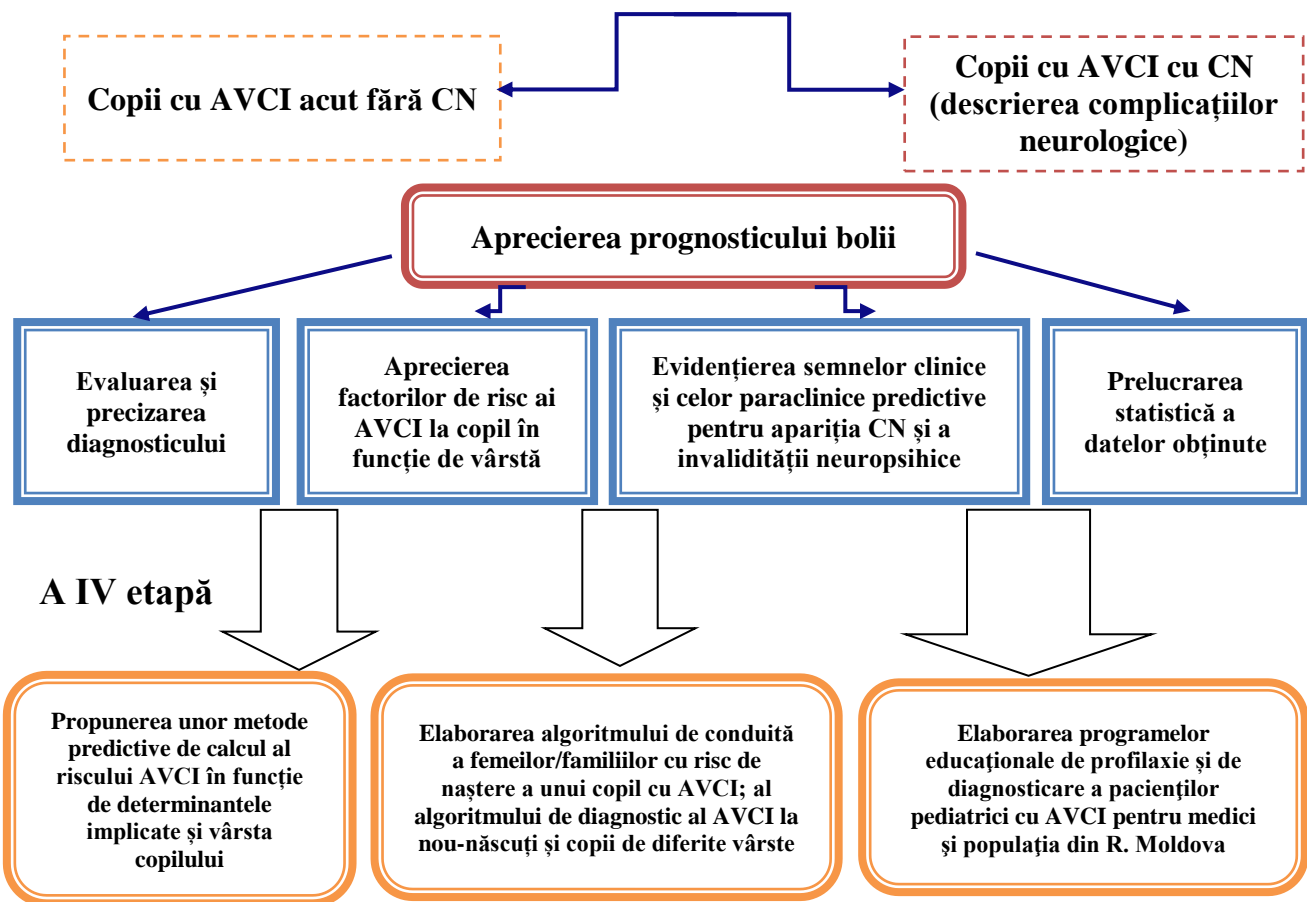 Copii cu AVCI acut fără CN
Copii cu AVCI cu CN
(descrierea complicațiilor
neurologice)
Aprecierea prognosticului bolii
Evaluarea și
precizarea
diagnosticului
Aprecierea
factorilor de risc ai
AVCI la copil în
funcție de vârstă
Evidențierea semnelor clinice
și celor paraclinice predictive
pentru apariția CN și a
invalidității neuropsihice
Prelucrarea
statistică a
datelor obținute
A IV etapă
Propunerea unor metode
predictive de calcul al
riscului AVCI în funcție
de determinantele
implicate și vârsta
copilului
Elaborarea algoritmului de conduită
a femeilor/familiilor cu risc de
naștere a unui copil cu AVCI; al
algoritmului de diagnostic al AVCI la
nou-născuți și copii de diferite vârste
Elaborarea programelor
educaţionale de profilaxie și de
diagnosticare a pacienţilor
pediatrici cu AVCI pentru medici
şi populaţia din R. Moldova